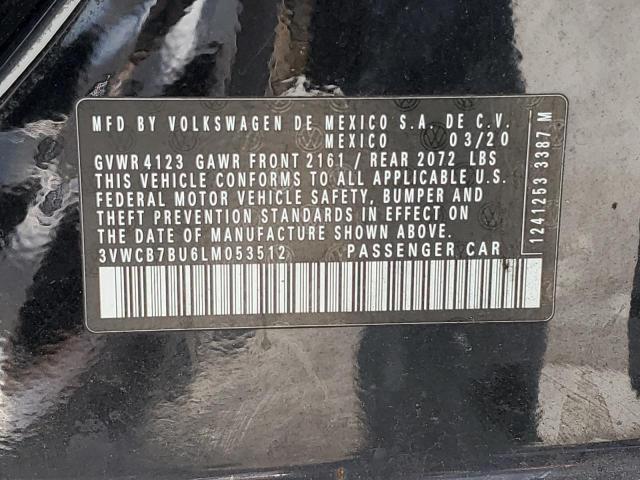 MFD BY VOLKSWAGEN DE MEXICO S.A. DE C.V.
MEXICO 03/20
GVWR 4123 GAWR FRONT 2161 / REAR 2072 LBS
THIS VEHICLE CONFORMS TO ALL APPLICABLE U.S.
FEDERAL MOTOR VEHICLE SAFETY, BUMPER AND
THEFT PREVENTION STANDARDS IN EFFECT ON
THE DATE OF MANUFACTURE SHOWN ABOVE.
3VWCB7BU6LM053512 PASSENGER CAR
1241253 3387 M